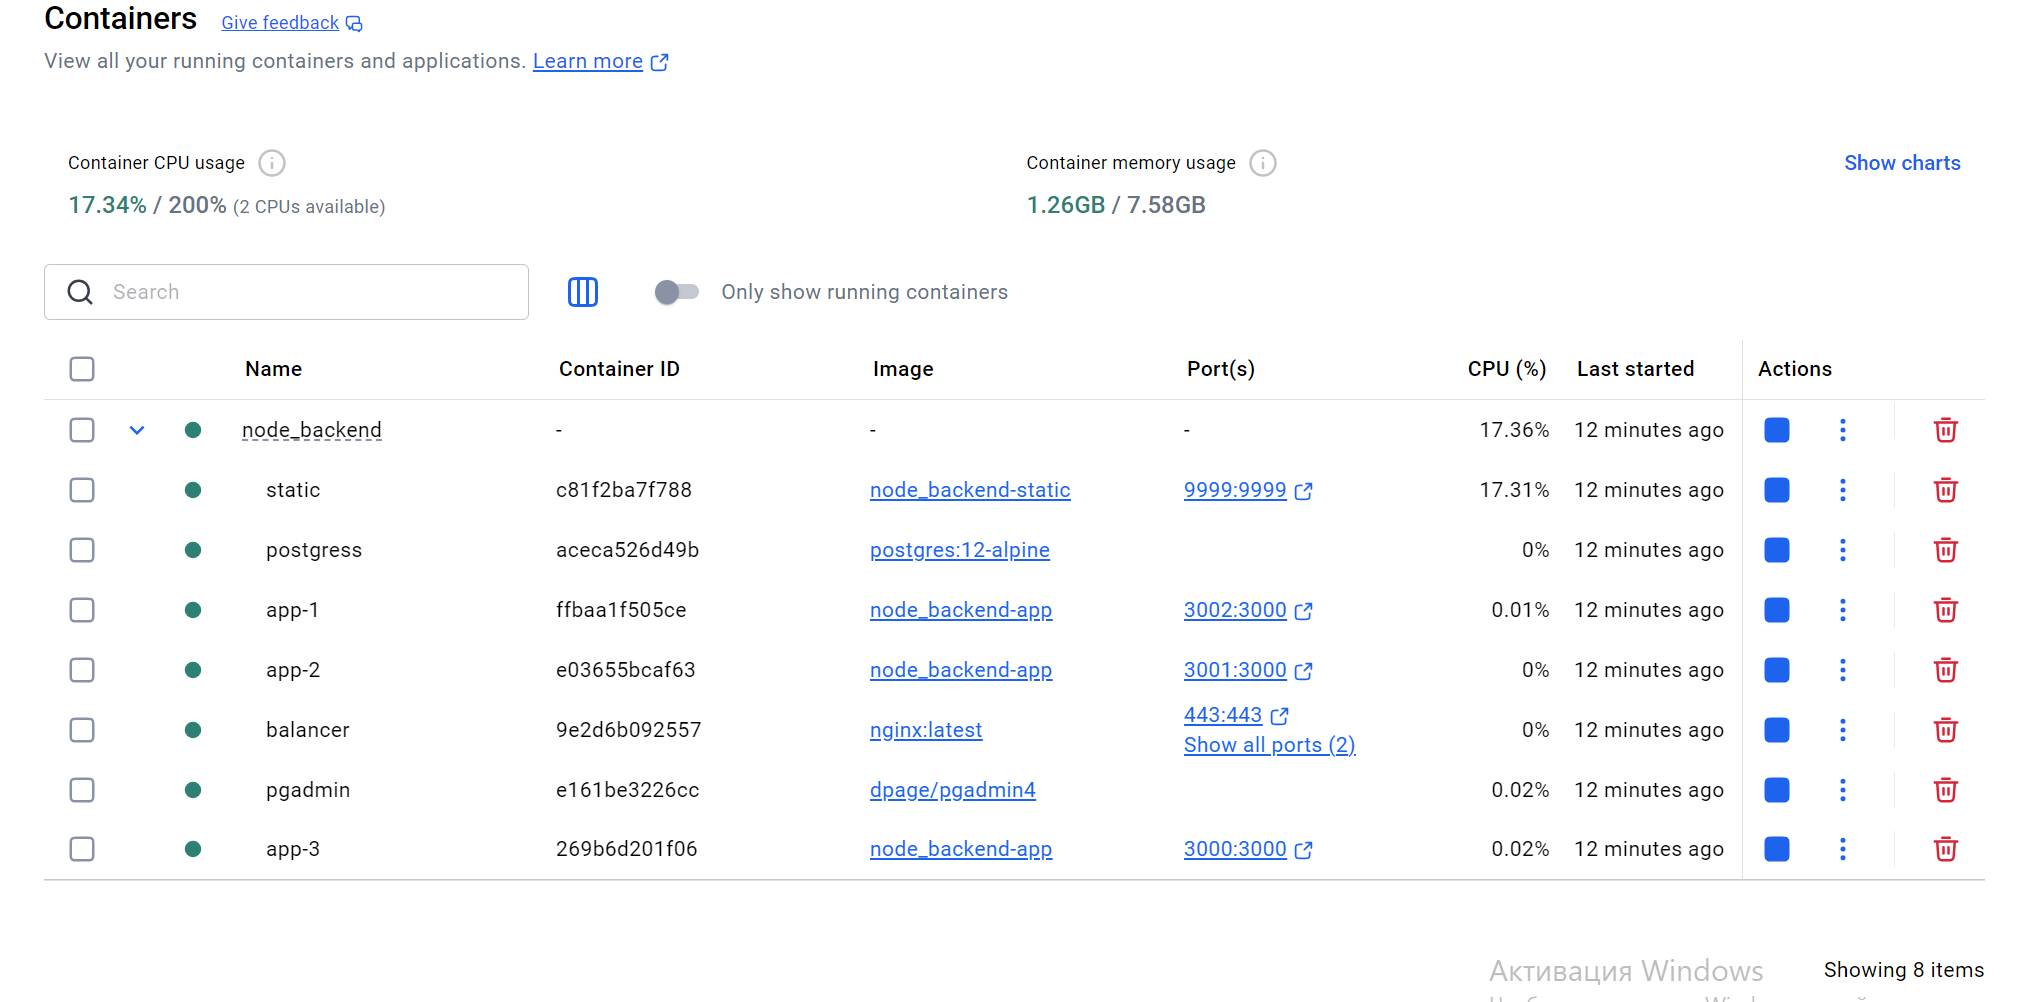 Containers Give feedback
View all your running containers and applications. Learn more
Container CPU usage
17.34% / 200% (2 CPUs available)
Container memory usage
1.26GB / 7.58GB
Show charts
Search
Only show running containers
Name Container ID Image Port(s) CPU (%) Last started Actions
node_backend - - - 17.36% 12 minutes ago
static c81f2ba7f788 node_backend-static 9999:9999 17.31% 12 minutes ago
postgress aceca526d49b postgres:12-alpine 0% 12 minutes ago
app-1 ffbaa1f505ce node_backend-app 3002:3000 0.01% 12 minutes ago
app-2 e03655bcaf63 node_backend-app 3001:3000 0% 12 minutes ago
balancer 9e2d6b092557 nginx:latest 443:443 0% 12 minutes ago
Show all ports (2)
pgadmin e161be3226cc dpage/pgadmin4 0.02% 12 minutes ago
app-3 269b6d201f06 node_backend-app 3000:3000 0.02% 12 minutes ago
Активация Windows
Showing 8 items